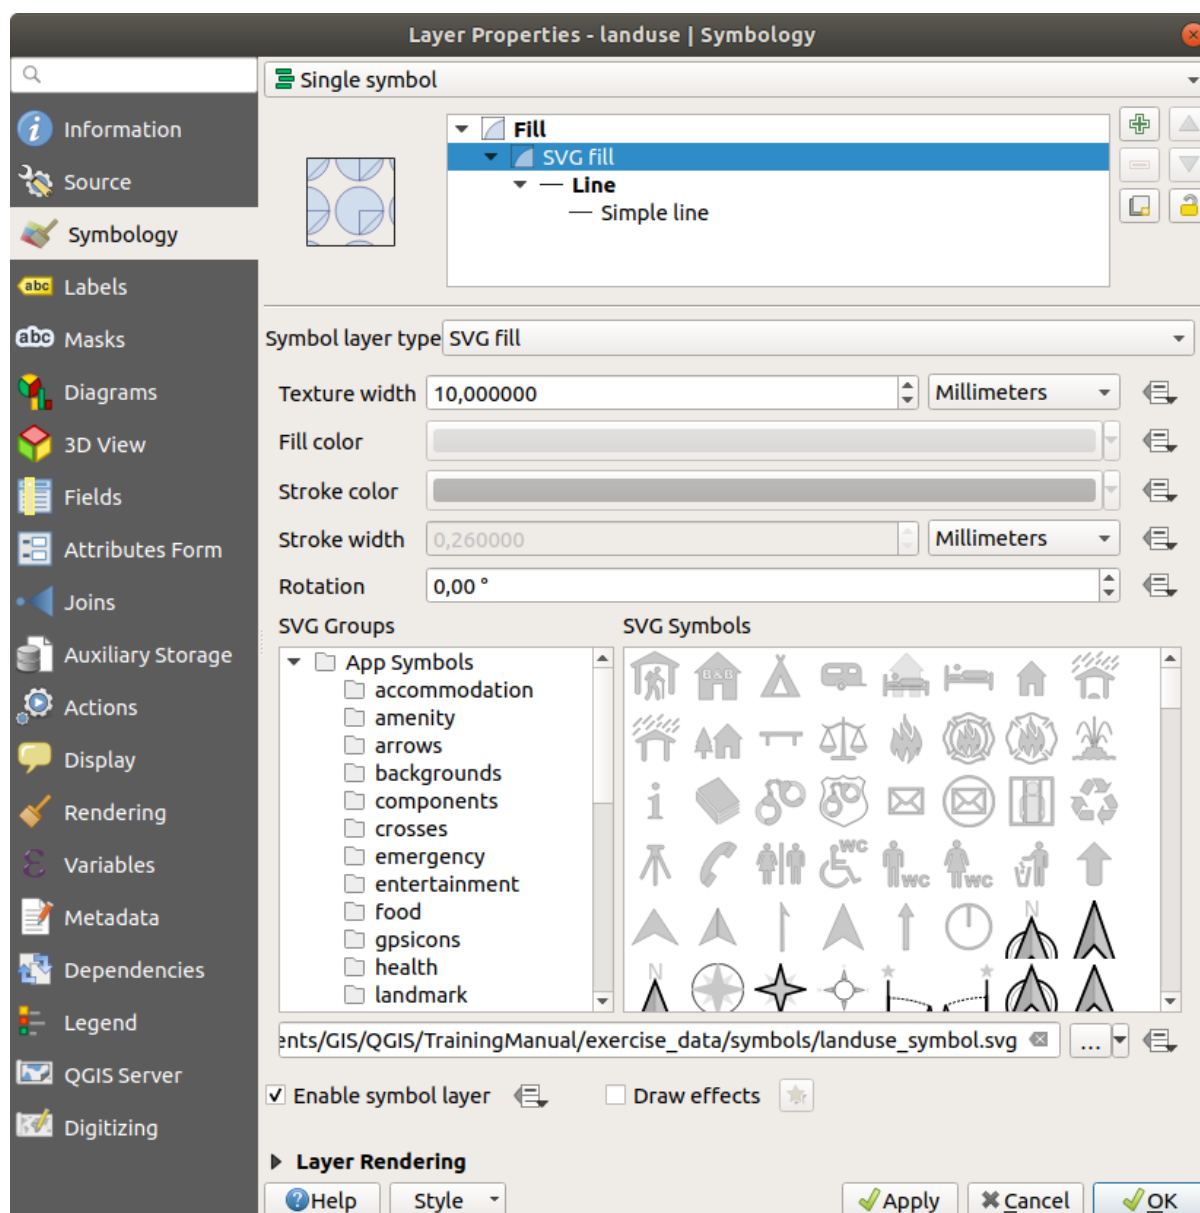 Layer Properties - landuse | Symbology
Single symbol
Information
Source
Symbology
Labels
Masks
Diagrams
3D View
Fields
Attributes Form
Joins
Auxiliary Storage
Actions
Display
Rendering
Variables
Metadata
Dependencies
Legend
QGIS Server
Digitizing
Fill
SVG fill
Line
Simple line
Symbol layer type SVG fill
Texture width 10,000000 Millimeters
Fill color
Stroke color
Stroke width 0,260000 Millimeters
Rotation 0,00 °
SVG Groups
App Symbols
accommodation
amenity
arrows
backgrounds
components
crosses
emergency
entertainment
food
gpsicons
health
landmark
SVG Symbols
B&B
WC
WC
WC
N
N
ents/GIS/QGIS/TrainingManual/exercise_data/symbols/landuse_symbol.svg ...
Enable symbol layer Draw effects
Layer Rendering
Help Style Apply Cancel OK